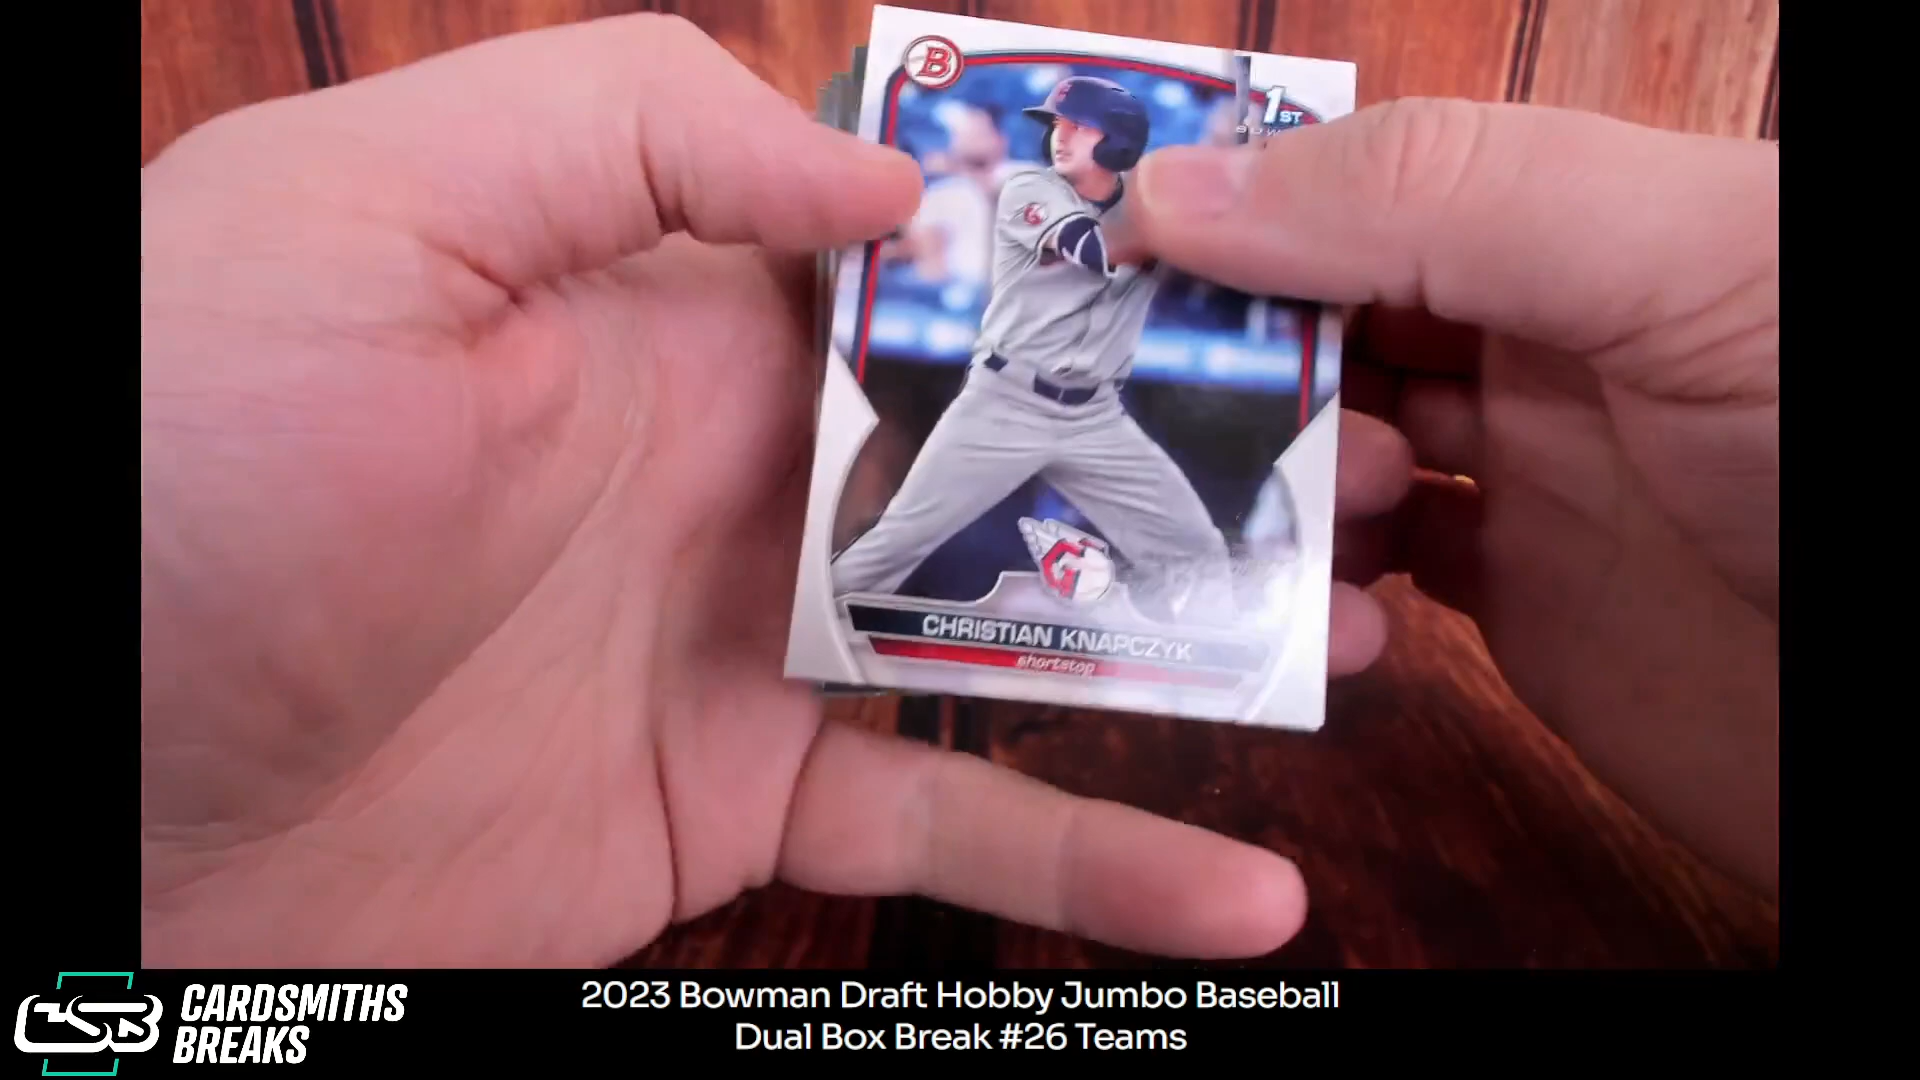 B
1ST
CHRISTIAN KNAPCZYK
shortstop
CSB
CARDSMITHS
BREAKS
2023 Bowman Draft Hobby Jumbo Baseball
Dual Box Break #26 Teams